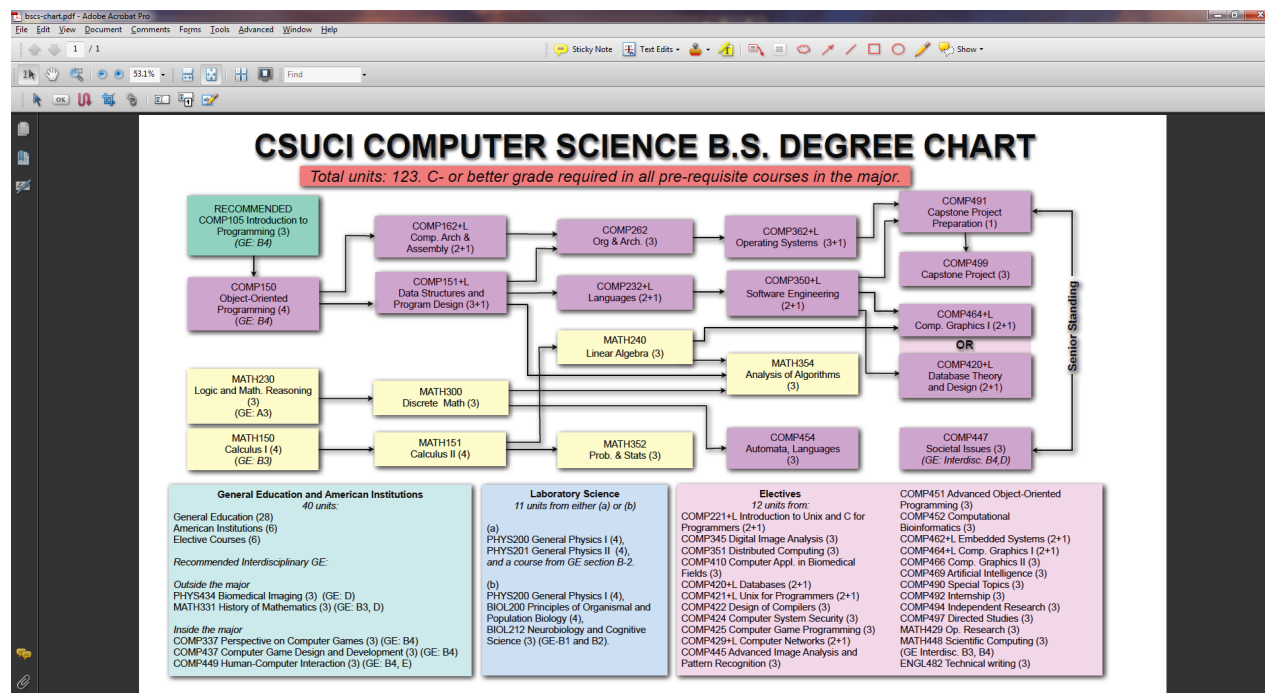 bscs-chart.pdf - Adobe Acrobat Pro
File Edit View Document Comments Forms Tools Advanced Window Help
1 / 1
Sticky Note Text Edits Show
53.1% Find
OK
CSUCI COMPUTER SCIENCE B.S. DEGREE CHART
Total units: 123. C- or better grade required in all pre-requisite courses in the major.
RECOMMENDED
COMP105 Introduction to
Programming (3)
(GE: B4)
COMP162+L
Comp. Arch &
Assembly (2+1)
COMP262
Org & Arch. (3)
COMP362+L
Operating Systems (3+1)
COMP491
Capstone Project
Preparation (1)
COMP150
Object-Oriented
Programming (4)
(GE: B4)
COMP151+L
Data Structures and
Program Design (3+1)
COMP232+L
Languages (2+1)
COMP350+L
Software Engineering
(2+1)
COMP499
Capstone Project (3)
COMP464+L
Comp. Graphics I (2+1)
OR
COMP420+L
Database Theory
and Design (2+1)
Senior Standing
MATH240
Linear Algebra (3)
MATH354
Analysis of Algorithms
(3)
MATH230
Logic and Math. Reasoning
(3)
(GE: A3)
MATH300
Discrete Math (3)
MATH150
Calculus I (4)
(GE: B3)
MATH151
Calculus II (4)
MATH352
Prob. & Stats (3)
COMP454
Automata, Languages
(3)
COMP447
Societal Issues (3)
(GE: Interdisc. B4,D)
General Education and American Institutions
40 units:
General Education (28)
American Institutions (6)
Elective Courses (6)
Recommended Interdisciplinary GE:
Outside the major
PHYS434 Biomedical Imaging (3) (GE: D)
MATH331 History of Mathematics (3) (GE: B3, D)
Inside the major
COMP337 Perspective on Computer Games (3) (GE: B4)
COMP437 Computer Game Design and Development (3) (GE: B4)
COMP449 Human-Computer Interaction (3) (GE: B4, E)
Laboratory Science
11 units from either (a) or (b)
(a)
PHYS200 General Physics I (4),
PHYS201 General Physics II (4),
and a course from GE section B-2.
(b)
PHYS200 General Physics I (4),
BIOL200 Principles of Organismal and
Population Biology (4),
BIOL212 Neurobiology and Cognitive
Science (3) (GE-B1 and B2).
Electives
12 units from:
COMP221+L Introduction to Unix and C for
Programmers (2+1)
COMP345 Digital Image Analysis (3)
COMP351 Distributed Computing (3)
COMP410 Computer Appl. in Biomedical
Fields (3)
COMP420+L Databases (2+1)
COMP421+L Unix for Programmers (2+1)
COMP422 Design of Compilers (3)
COMP424 Computer System Security (3)
COMP425 Computer Game Programming (3)
COMP429+L Computer Networks (2+1)
COMP445 Advanced Image Analysis and
Pattern Recognition (3)
COMP451 Advanced Object-Oriented
Programming (3)
COMP452 Computational
Bioinformatics (3)
COMP462+L Embedded Systems (2+1)
COMP464+L Comp. Graphics I (2+1)
COMP466 Comp. Graphics II (3)
COMP469 Artificial Intelligence (3)
COMP490 Special Topics (3)
COMP492 Internship (3)
COMP494 Independent Research (3)
COMP497 Directed Studies (3)
MATH429 Op. Research (3)
MATH448 Scientific Computing (3)
(GE Interdisc. B3, B4)
ENGL482 Technical writing (3)